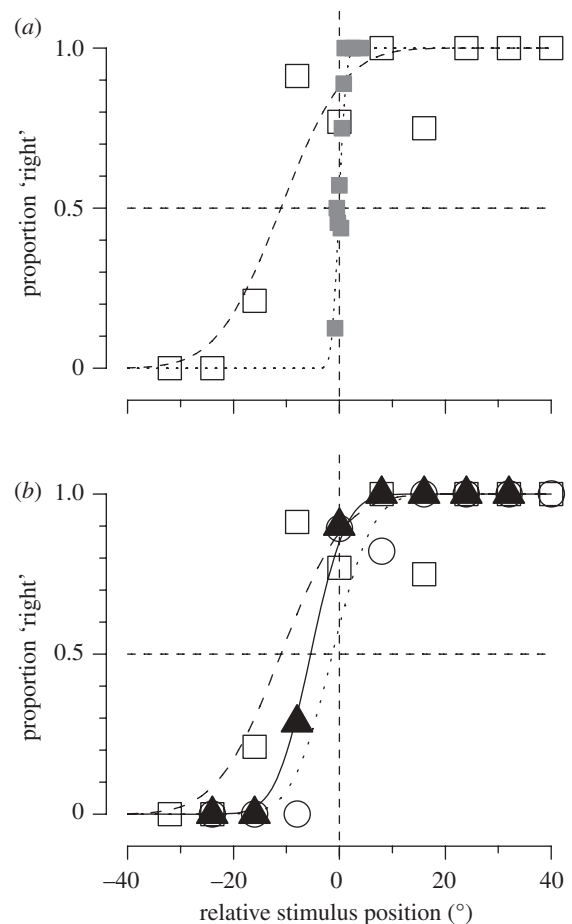 (a)
1.0
0.5
0
proportion ‘right’
(b)
1.0
0.5
0
proportion ‘right’
–40 –20 0 20 40
relative stimulus position (°)